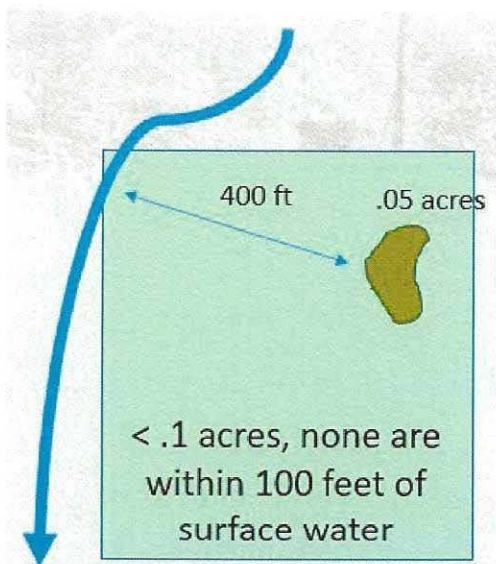 400 ft
.05 acres
< .1 acres, none are
within 100 feet of
surface water